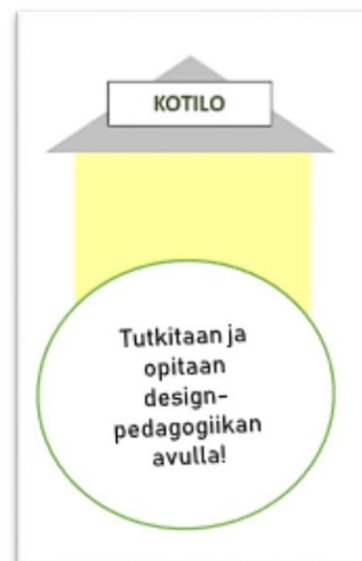 KOTILO
Tutkitaan ja
opitaan
design-
pedagogiikan
avulla!